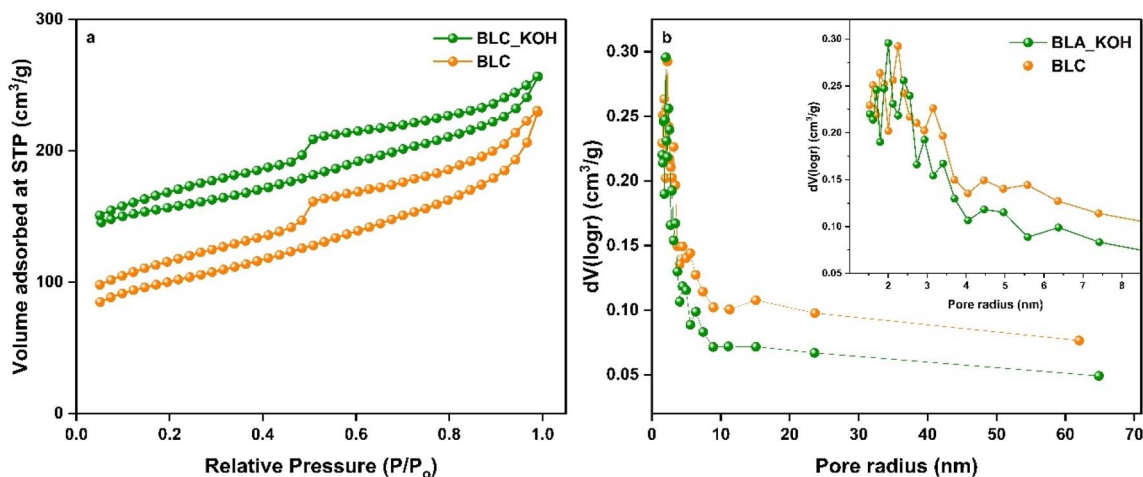 a
BLC_KOH
BLC
300
200
100
0
Volume adsorbed at STP (cm³/g)
0.0 0.2 0.4 0.6 0.8 1.0
Relative Pressure (P/Pₒ)
b
BLA_KOH
BLC
0.30
0.25
0.20
0.15
0.10
0.05
dV(logr) (cm³/g)
0 10 20 30 40 50 60 70
Pore radius (nm)
0.30
0.25
0.20
0.15
0.10
0.05
dV(logr) (cm³/g)
2 3 4 5 6 7 8
Pore radius (nm)